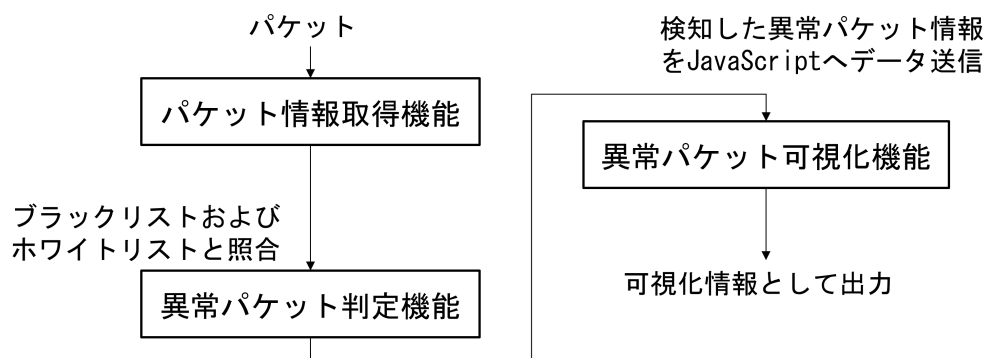 パケット
パケット情報取得機能
ブラックリストおよび
ホワイトリストと照合
異常パケット判定機能
検知した異常パケット情報
をJavaScriptへデータ送信
異常パケット可視化機能
可視化情報として出力